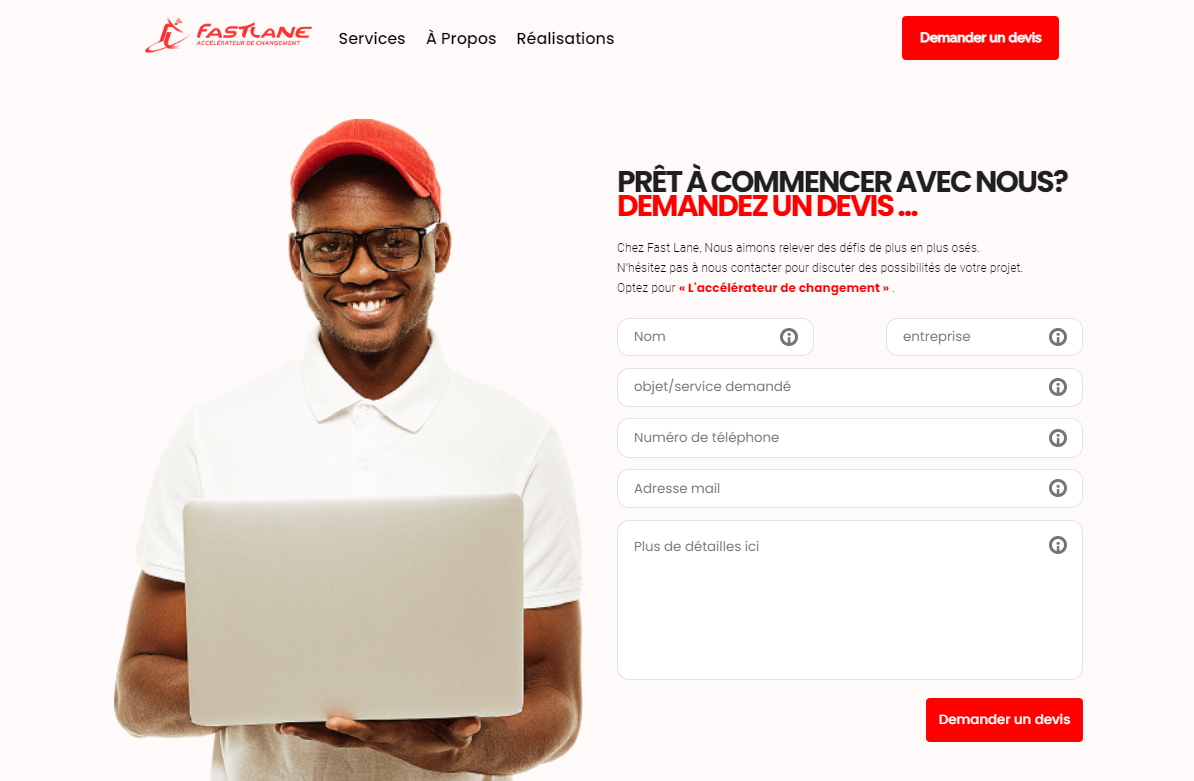 FASTLANE
ACCÉLÉRATEUR DE CHANGEMENT
Services
À Propos
Réalisations
Demander un devis
PRÊT À COMMENCER AVEC NOUS?
DEMANDEZ UN DEVIS ...
Chez Fast Lane, Nous aimons relever des défis de plus en plus osés.
N'hésitez pas à nous contacter pour discuter des possibilités de votre projet.
Optez pour « L'accélérateur de changement » .
Nom
entreprise
objet/service demandé
Numéro de téléphone
Adresse mail
Plus de détailles ici
Demander un devis